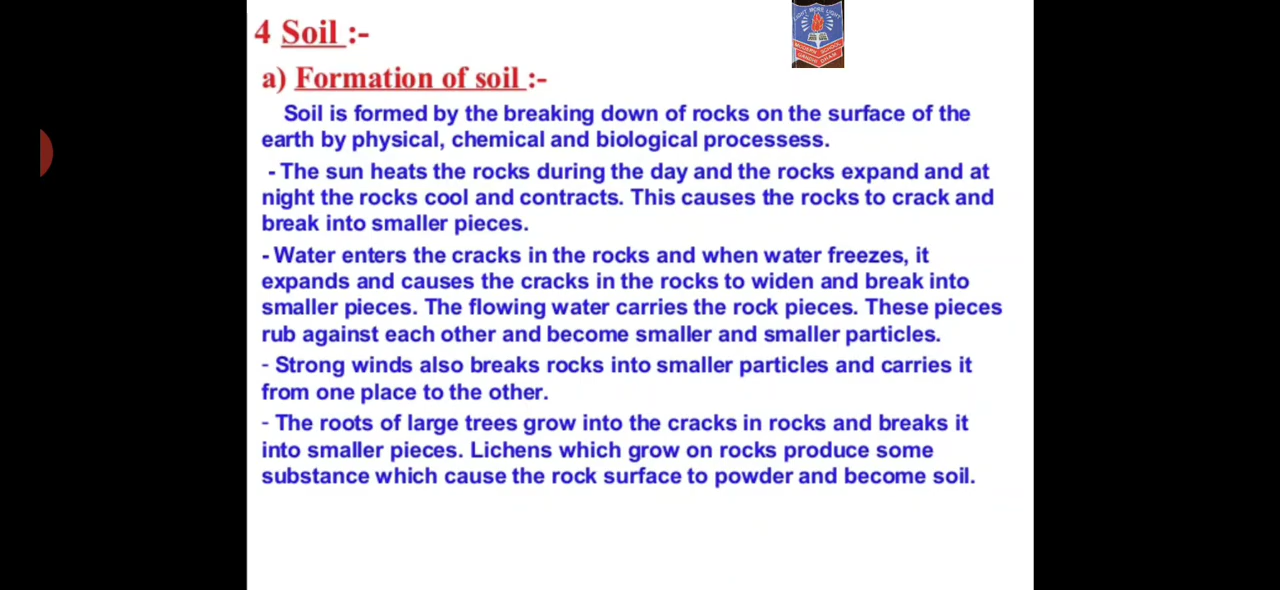 4 Soil :-
a) Formation of soil :-
Soil is formed by the breaking down of rocks on the surface of the
earth by physical, chemical and biological processess.
- The sun heats the rocks during the day and the rocks expand and at
night the rocks cool and contracts. This causes the rocks to crack and
break into smaller pieces.
- Water enters the cracks in the rocks and when water freezes, it
expands and causes the cracks in the rocks to widen and break into
smaller pieces. The flowing water carries the rock pieces. These pieces
rub against each other and become smaller and smaller particles.
- Strong winds also breaks rocks into smaller particles and carries it
from one place to the other.
- The roots of large trees grow into the cracks in rocks and breaks it
into smaller pieces. Lichens which grow on rocks produce some
substance which cause the rock surface to powder and become soil.
MORE LIGHT
MODERN SCHOOL